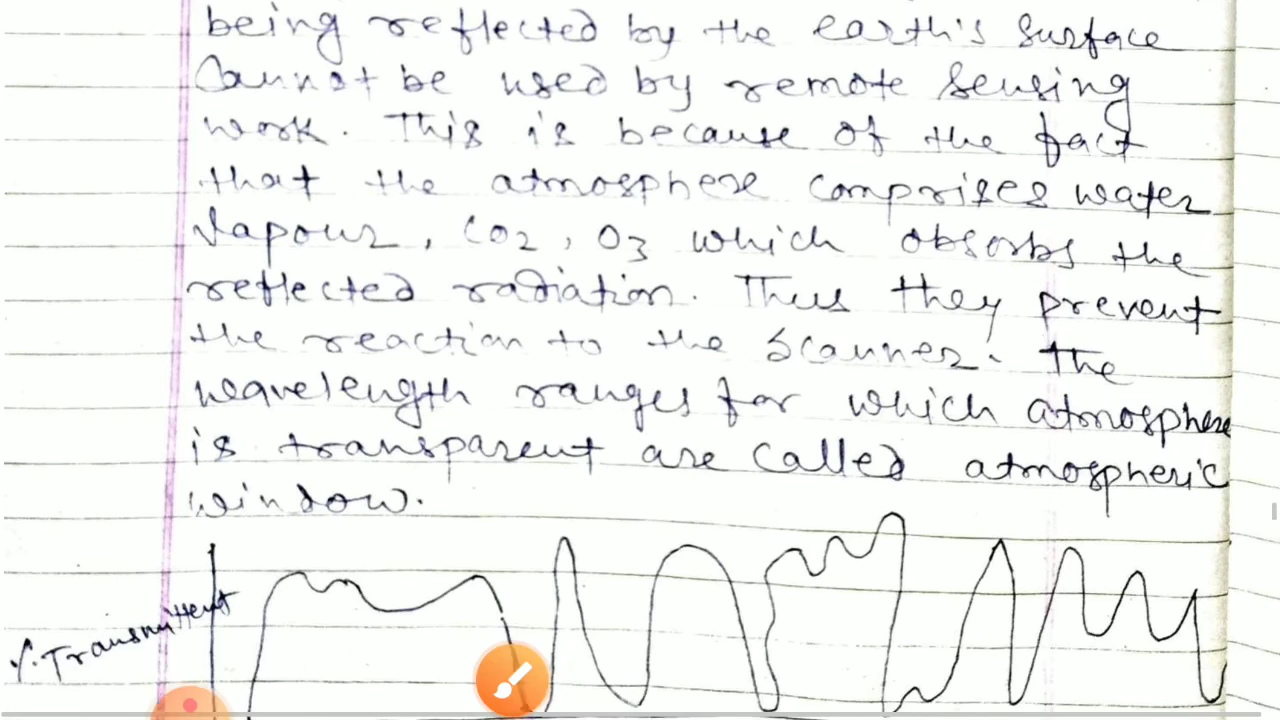 being reflected by the earth's surface
Cannot be used by remote sensing
work. This is because of the fact
that the atmosphere comprises water
Vapour, CO2, O3 which absorbs the
reflected radiation. Thus they prevent
the reaction to the scanner. The
wavelength ranges for which atmosphere
is transparent are called atmospheric
window.
% Transmittent